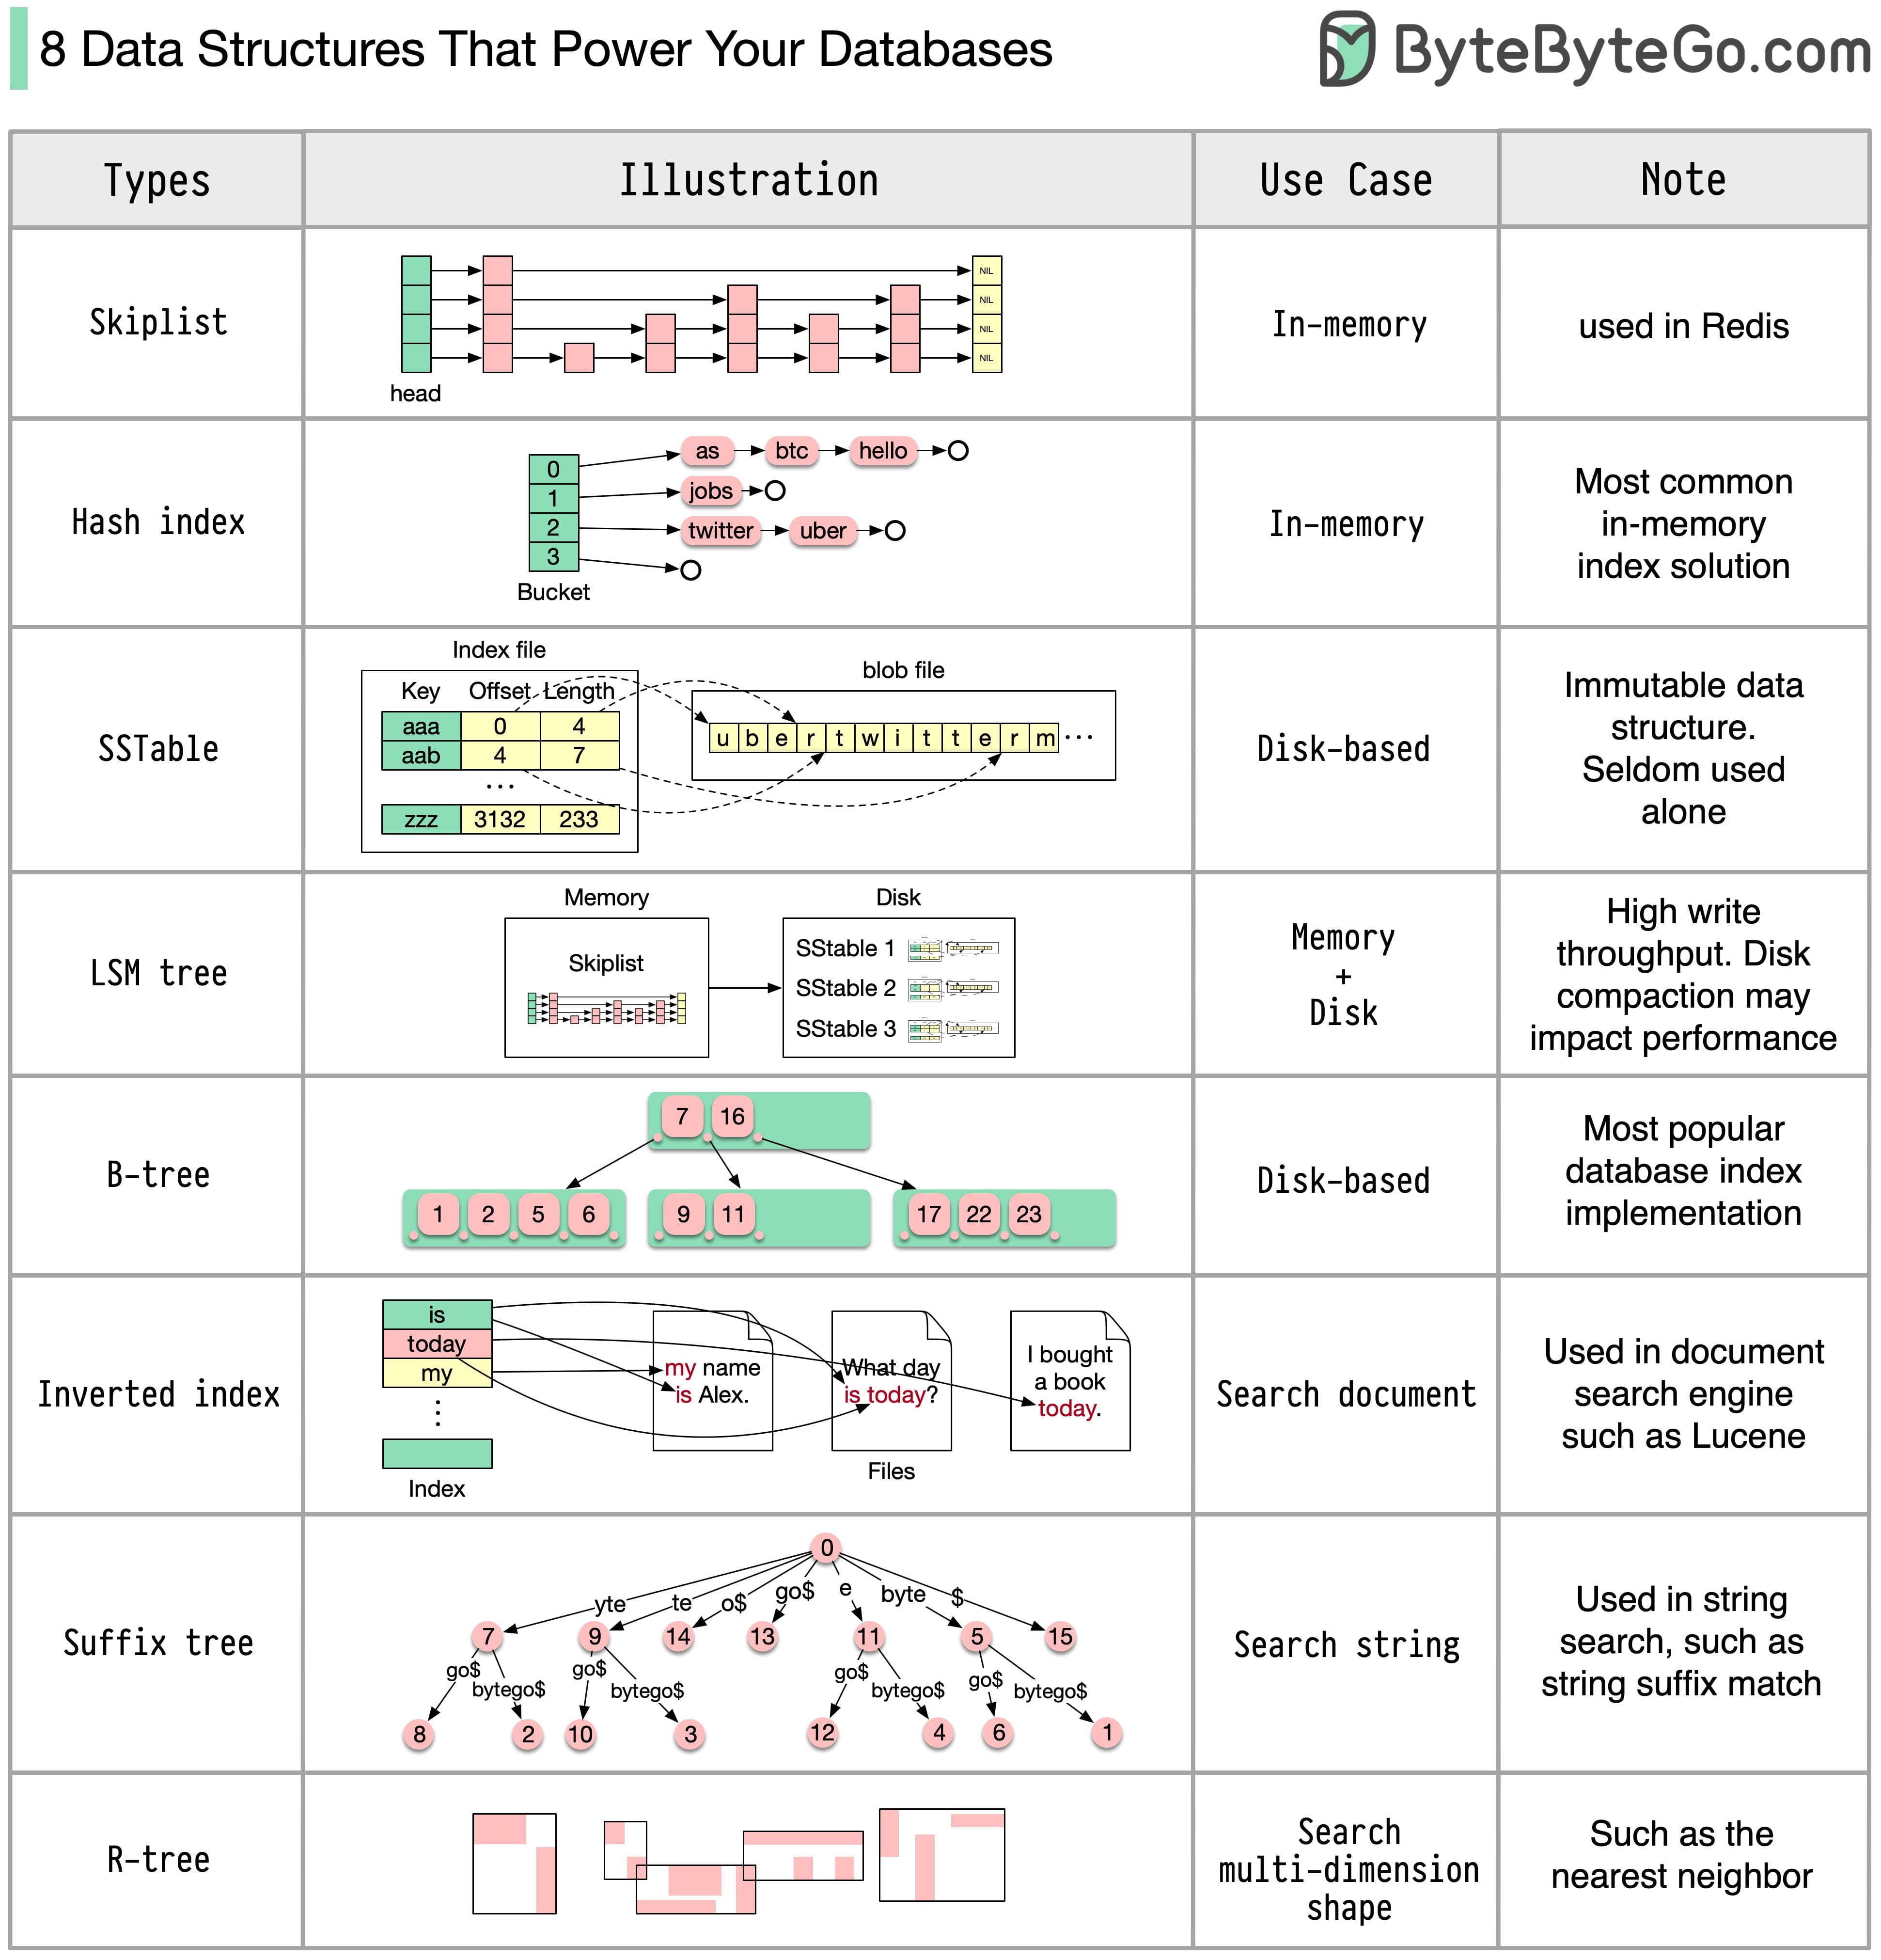 8 Data Structures That Power Your Databases
ByteByteGo.com
Types
Illustration
Use Case
Note
Skiplist
NIL
NIL
NIL
NIL
head
In-memory
used in Redis
Hash index
0
1
2
3
Bucket
as
btc
hello
jobs
twitter
uber
In-memory
Most common
in-memory
index solution
SSTable
Index file
Key Offset Length
aaa 0 4
aab 4 7
...
zzz 3132 233
blob file
u b e r t w i t t e r m ...
Disk-based
Immutable data
structure.
Seldom used
alone
LSM tree
Memory
Skiplist
Disk
SStable 1
SStable 2
SStable 3
Memory
+
Disk
High write
throughput. Disk
compaction may
impact performance
B-tree
7 16
1 2 5 6
9 11
17 22 23
Disk-based
Most popular
database index
implementation
Inverted index
is
today
my
Index
my name
is Alex.
What day
is today?
I bought
a book
today.
Files
Search document
Used in document
search engine
such as Lucene
Suffix tree
0
yte te o$ go$ e byte $
7 9 14 13 11 5 15
go$ bytego$ go$ bytego$ go$ bytego$ go$ bytego$
8 2 10 3 12 4 6 1
Search string
Used in string
search, such as
string suffix match
R-tree
Search
multi-dimension
shape
Such as the
nearest neighbor